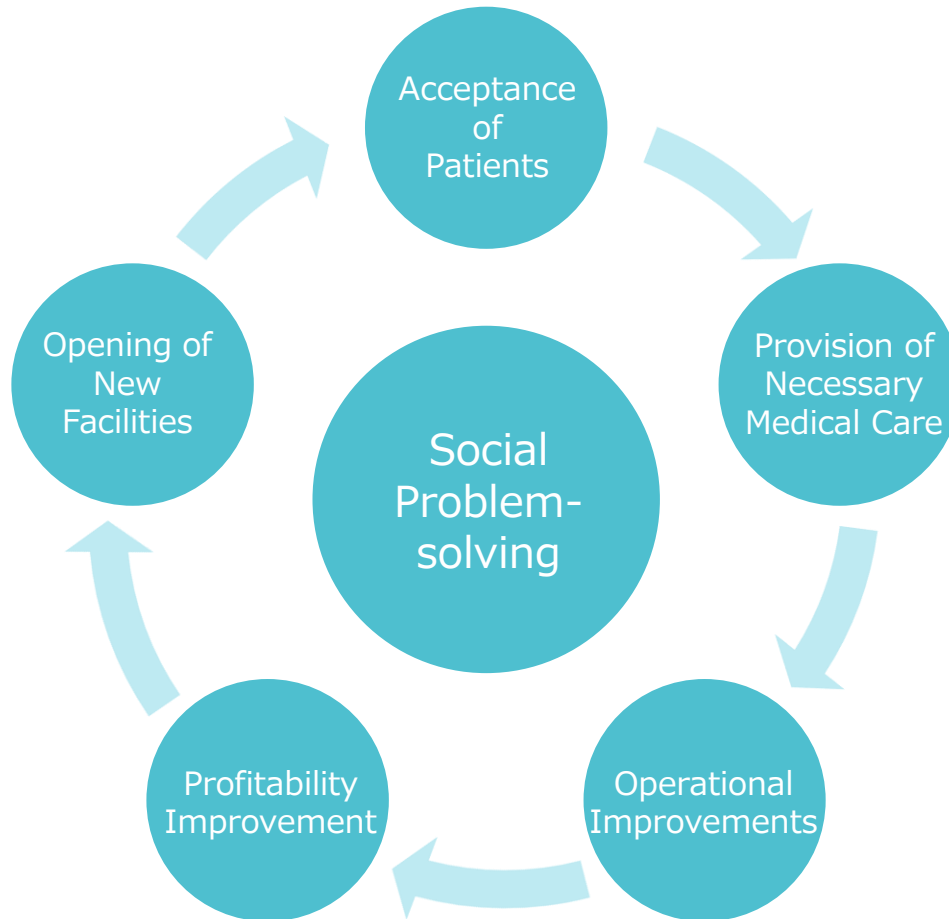 Acceptance
of
Patients
Provision of
Necessary
Medical Care
Operational
Improvements
Profitability
Improvement
Opening of
New
Facilities
Social
Problem-
solving